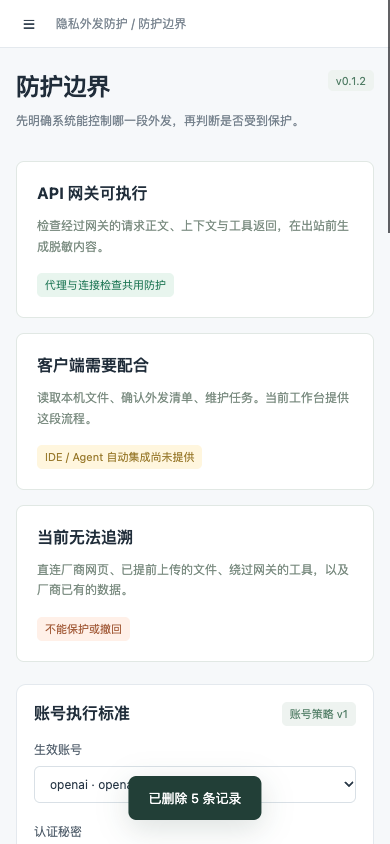 隐私外发防护 / 防护边界
防护边界
v0.1.2
先明确系统能控制哪一段外发，再判断是否受到保护。
API 网关可执行
检查经过网关的请求正文、上下文与工具返回，在出站前生
成脱敏内容。
代理与连接检查共用防护
客户端需要配合
读取本机文件、确认外发清单、维护任务。当前工作台提供
这段流程。
IDE / Agent 自动集成尚未提供
当前无法追溯
直连厂商网页、已提前上传的文件、绕过网关的工具，以及
厂商已有的数据。
不能保护或撤回
账号执行标准
账号策略 v1
生效账号
openai · opena
已删除 5 条记录
认证秘密